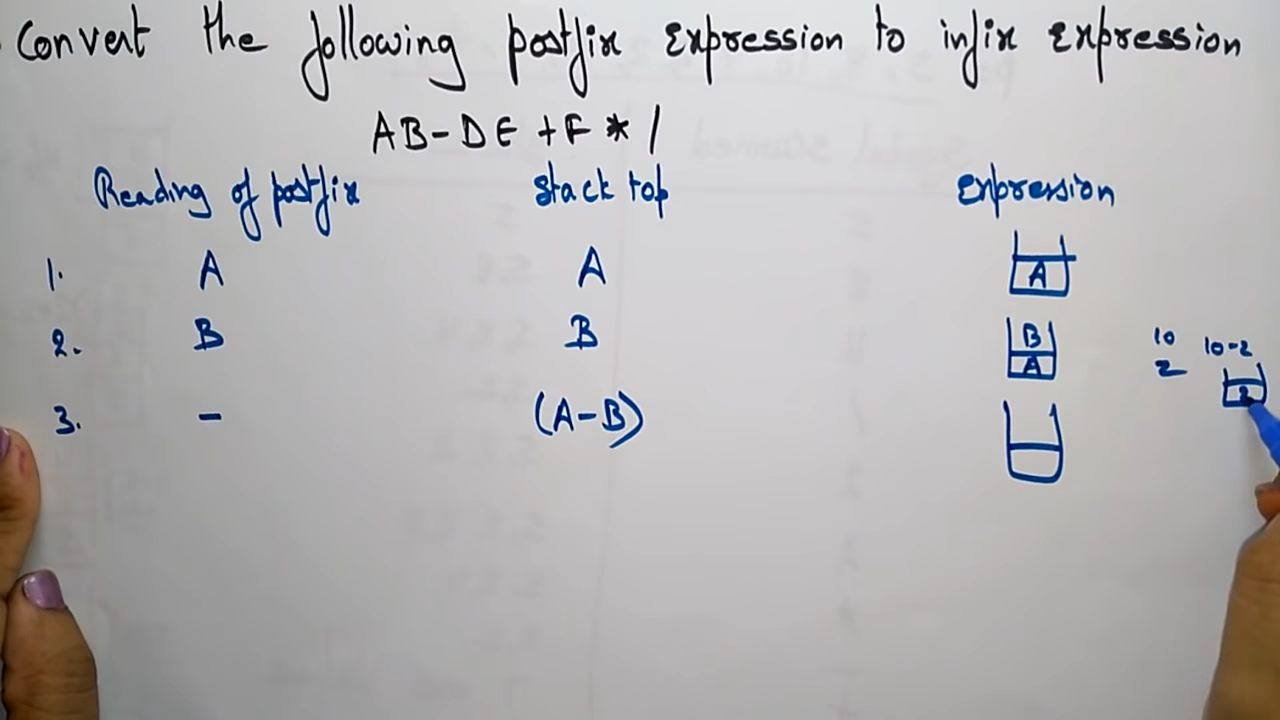 Convert the following postfix Expression to infix Expression
AB-DE+F*/
Reading of postfix Stack top Expression
1. A A A
2. B B B A 10 2 10-2
3. - (A-B)